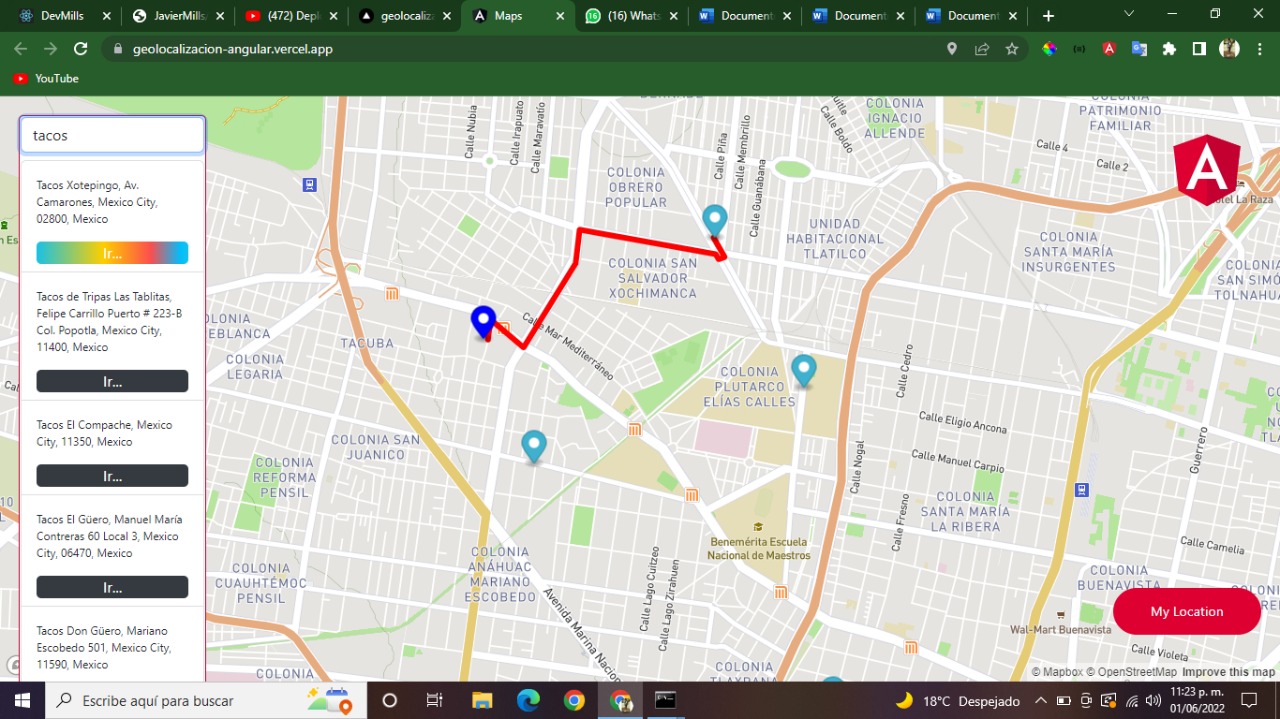 DevMills
JavierMills
(472) Depl
geolocaliz
Maps
(16) Whats
Document
Document
Document
geolocalizacion-angular.vercel.app
YouTube
tacos
Tacos Xotepingo, Av.
Camarones, Mexico City,
02800, Mexico
Ir...
Tacos de Tripas Las Tablitas,
Felipe Carrillo Puerto # 223-B
Col. Popotla, Mexico City,
11400, Mexico
Ir...
Tacos El Compache, Mexico
City, 11350, Mexico
Ir...
Tacos El Güero, Manuel María
Contreras 60 Local 3, Mexico
City, 06470, Mexico
Ir...
Tacos Don Güero, Mariano
Escobedo 501, Mexico City,
11590, Mexico
Calle Nubia
Calle Irapuato
Calle Maravatío
Calle Piña
Calle Membrillo
Calle Guanábana
Calle Boldo
COLONIA
IGNACIO
ALLENDE
COLONIA
PATRIMONIO
FAMILIAR
Calle 4
Calle 2
COLONIA
OBRERO
POPULAR
UNIDAD
HABITACIONAL
TLATILCO
COLONIA
SANTA MARÍA
INSURGENTES
Hotel La Raza
COLONIA
SAN SIMO
TOLNAHUA
COLONIA SAN
SALVADOR
XOCHIMANCA
OLONIA
EBLANCA
TACUBA
Calle Mar Mediterráneo
COLONIA
LEGARIA
COLONIA
PLUTARCO
ELÍAS CALLES
Calle Cedro
Calle Eligio Ancona
Calle Manuel Carpio
Calle Nogal
Guerrero
COLONIA SAN
JUANICO
COLONIA
REFORMA
PENSIL
COLONIA
SANTA MARÍA
LA RIBERA
Calle Fresno
Benemérita Escuela
Nacional de Maestros
Calle Camelia
COLONIA
ANÁHUAC
MARIANO
ESCOBEDO
COLONIA
CUAUHTÉMOC
PENSIL
Calle Lago Cuitzeo
Calle Lago Zirahuen
Avenida Marina Nacion
COLONIA
BUENAVISTA
My Location
Wal-Mart Buenavista
Calle Violeta
COLONIA
COLONIA
TLAXPANA
© Mapbox © OpenStreetMap Improve this map
Escribe aquí para buscar
18°C Despejado
11:23 p. m.
01/06/2022